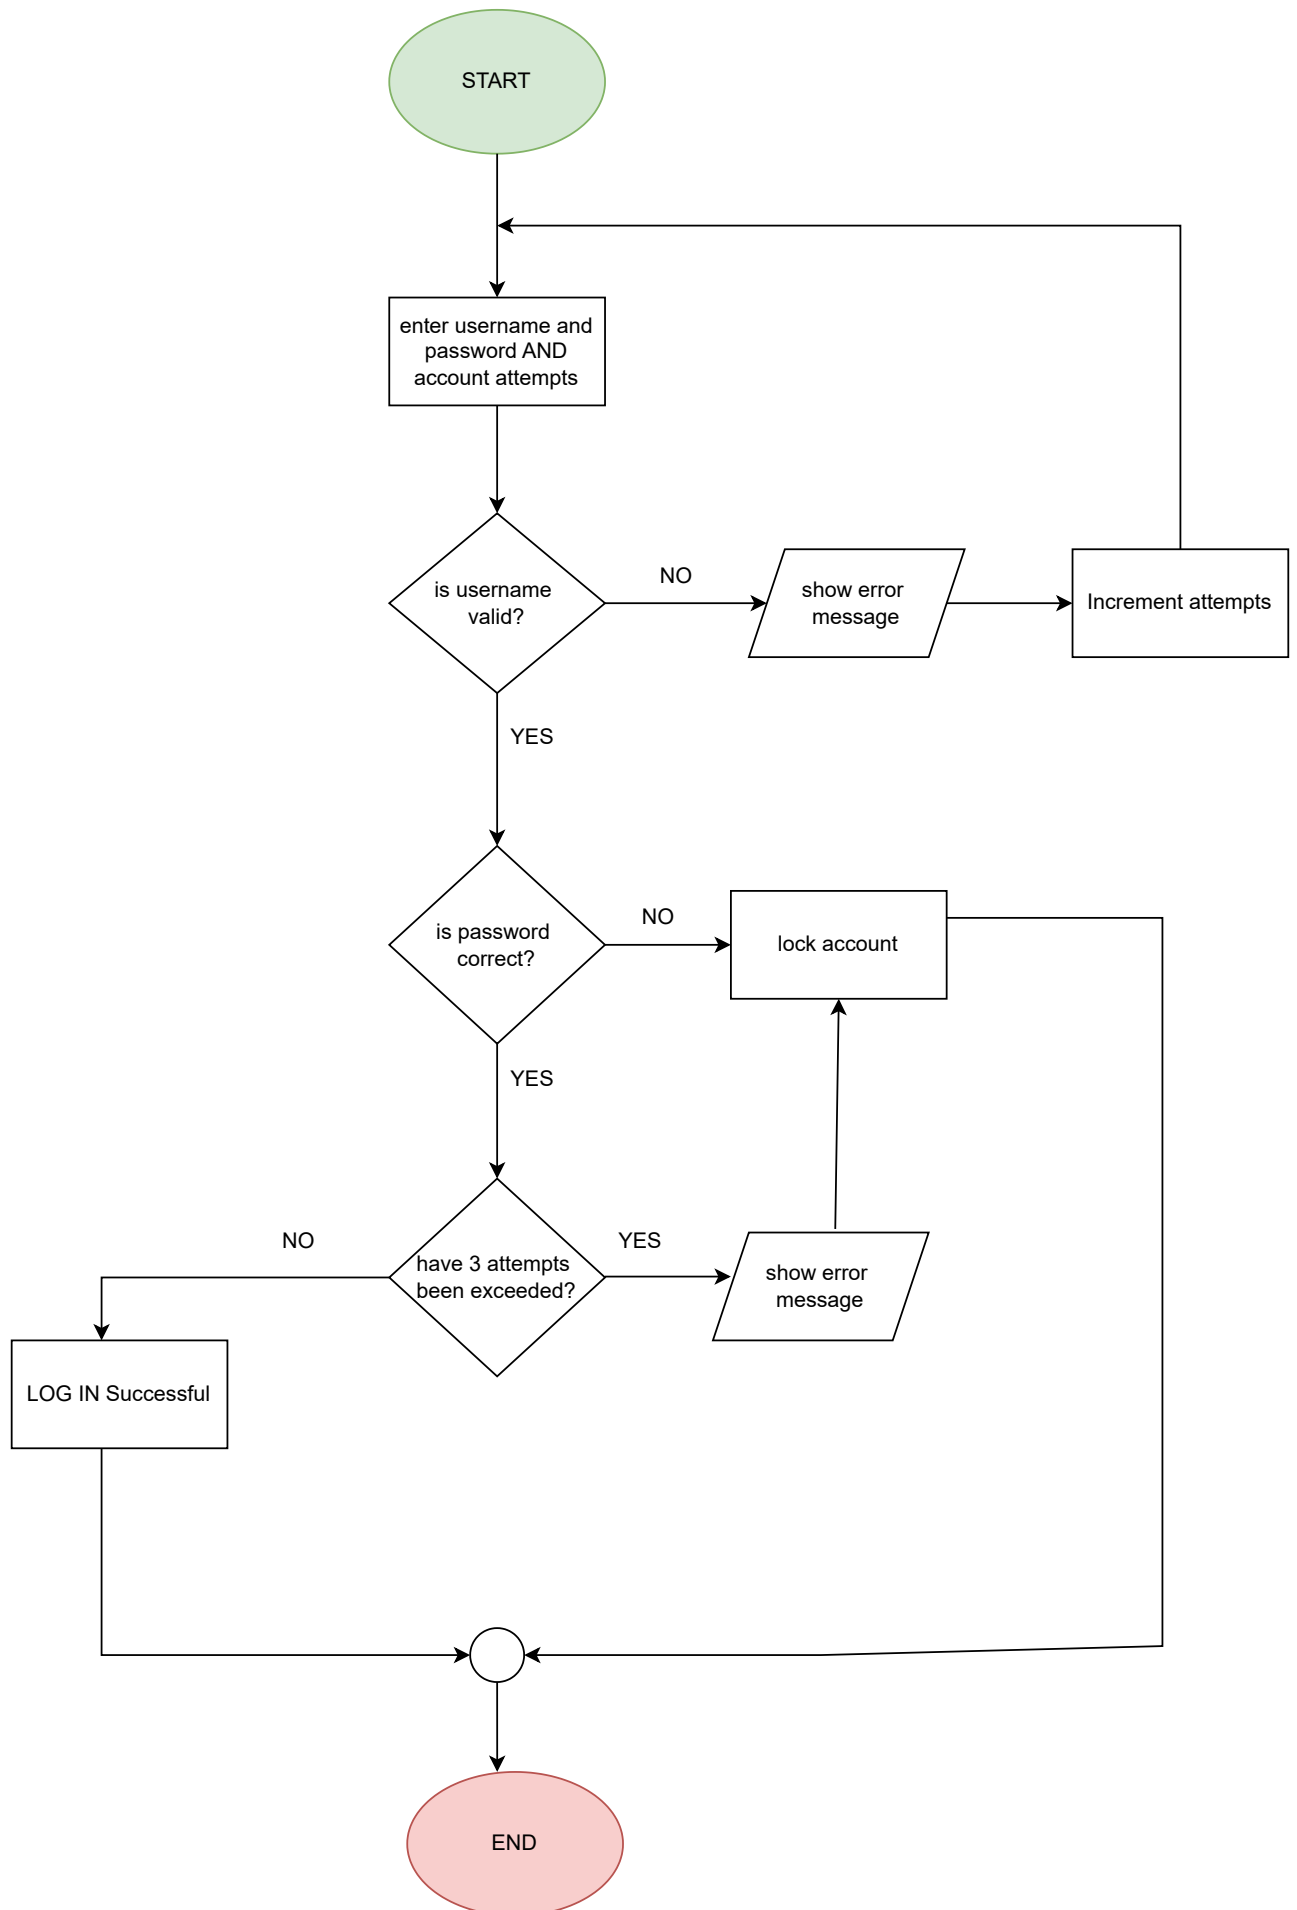 START
enter username and
password AND
account attempts
is username
valid?
NO
show error
message
Increment attempts
YES
is password
correct?
NO
lock account
YES
have 3 attempts
been exceeded?
NO
YES
show error
message
LOG IN Successful
END